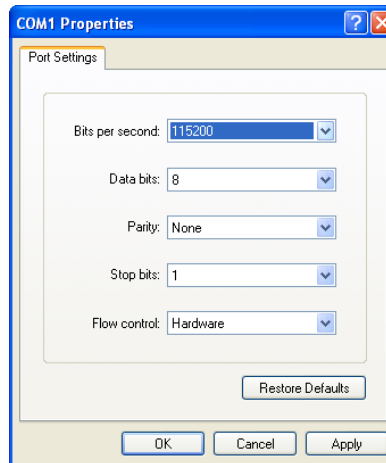 COM1 Properties
Port Settings
Bits per second: 115200
Data bits: 8
Parity: None
Stop bits: 1
Flow control: Hardware
Restore Defaults
OK Cancel Apply